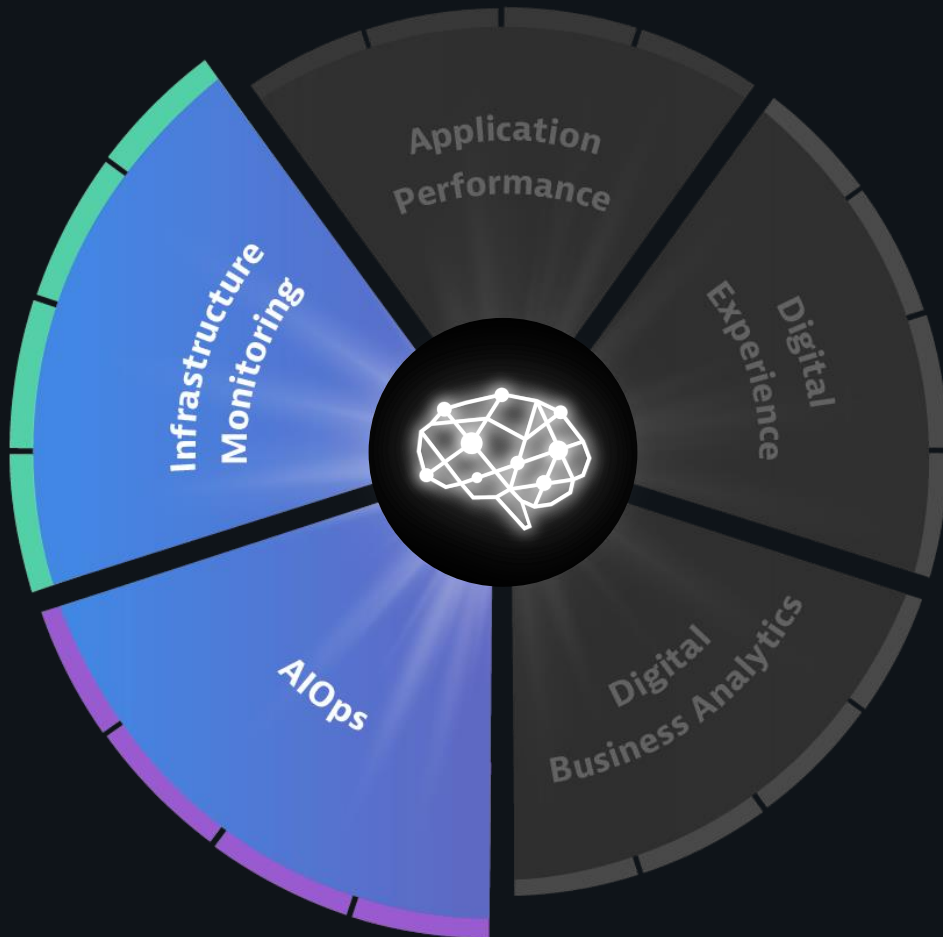 Application
Performance
Digital
Experience
Infrastructure
Monitoring
AIOps
Digital
Business Analytics